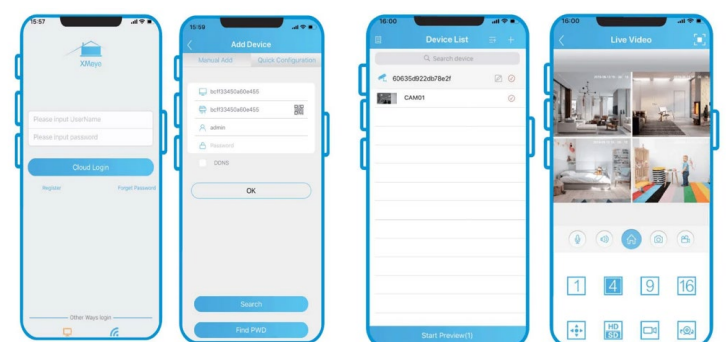 15:57
XMeye
Please input UserName
Please input password
Cloud Login
Register
Forget Password
Other Ways login
15:59
Add Device
Manual Add
Quick Configuration
bcff33450a60e455
bcff33450a60e455
admin
Password
DDNS
OK
Search
Find PWD
16:00
Device List
Search device
60635d922db78e2f
CAM01
Start Preview(1)
16:00
Live Video
1
4
9
16
HD
SD